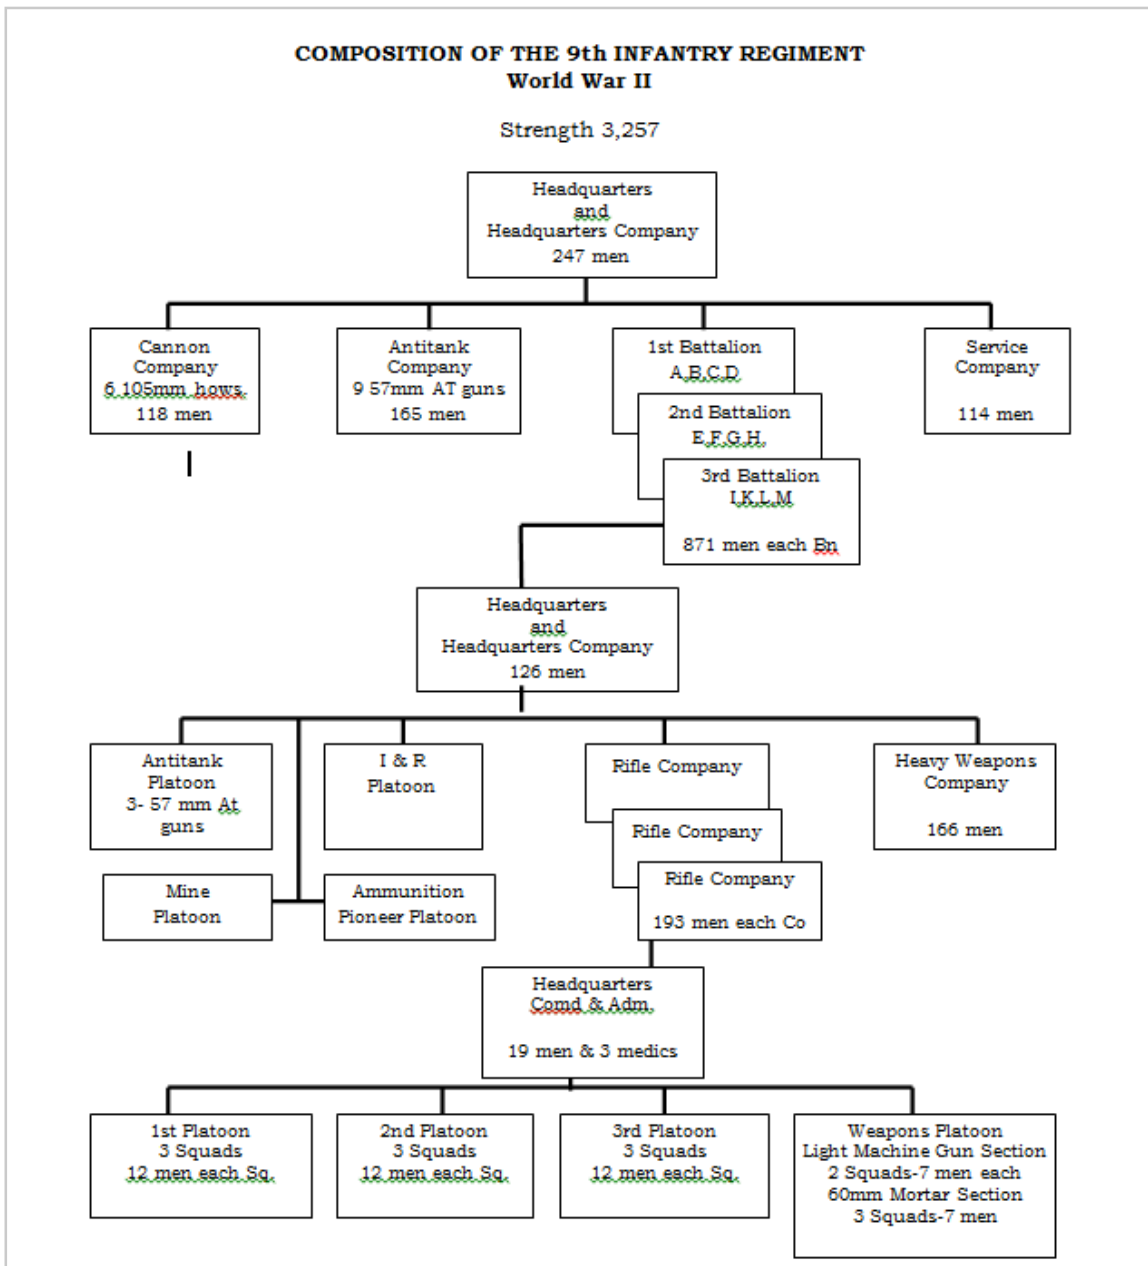 COMPOSITION OF THE 9th INFANTRY REGIMENT
World War II
Strength 3,257
Headquarters
and
Headquarters Company
247 men
Cannon
Company
6 105mm hows.
118 men
Antitank
Company
9 57mm AT guns
165 men
1st Battalion
A,B,C,D
2nd Battalion
E,F,G,H,
3rd Battalion
I,K,L,M
871 men each Bn
Service
Company
114 men
Headquarters
and
Headquarters Company
126 men
Antitank
Platoon
3- 57 mm At
guns
I & R
Platoon
Mine
Platoon
Ammunition
Pioneer Platoon
Rifle Company
Rifle Company
Rifle Company
193 men each Co
Heavy Weapons
Company
166 men
Headquarters
Comd & Adm.
19 men & 3 medics
1st Platoon
3 Squads
12 men each Sq.
2nd Platoon
3 Squads
12 men each Sq.
3rd Platoon
3 Squads
12 men each Sq.
Weapons Platoon
Light Machine Gun Section
2 Squads-7 men each
60mm Mortar Section
3 Squads-7 men